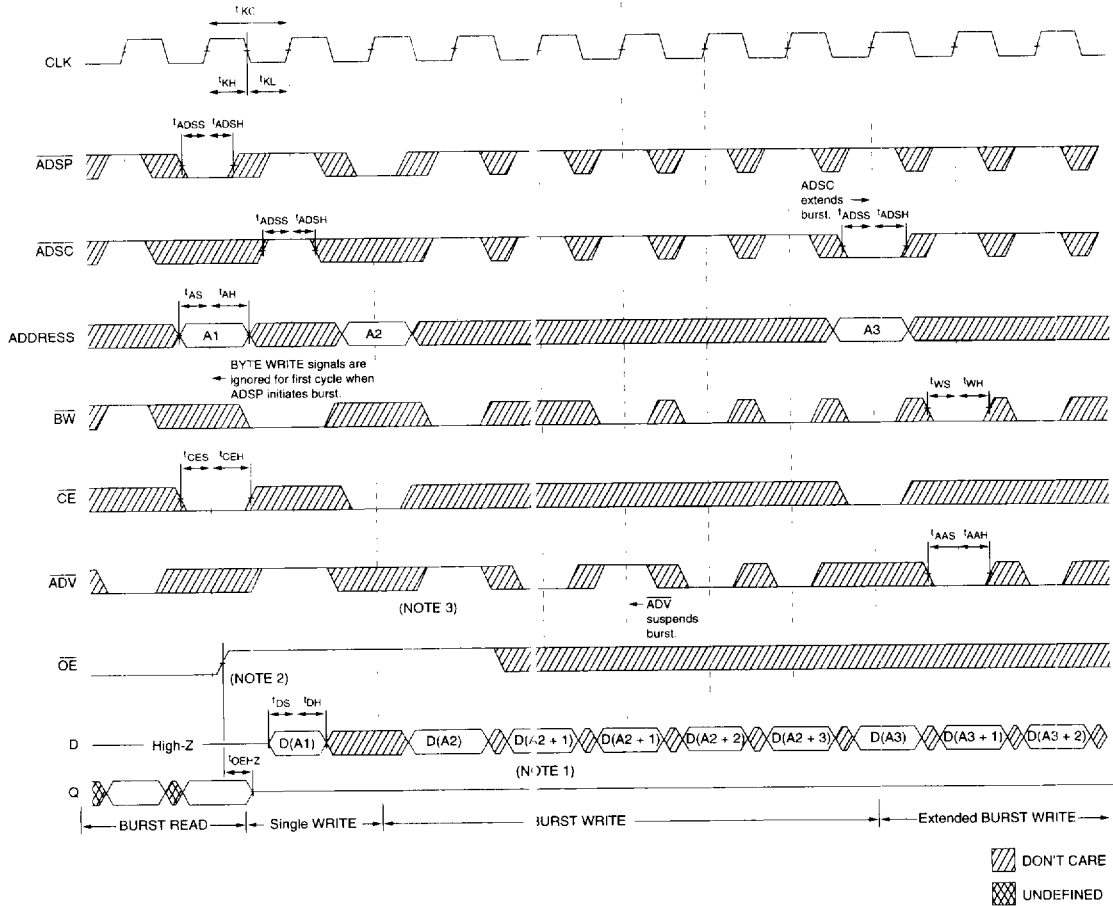 tKC
CLK
tKH tKL
tADSS tADSH
ADSP
ADSC
extends
burst.
tADSS tADSH
tADSS tADSH
ADSC
tAS tAH
ADDRESS
A1 A2 A3
BYTE WRITE signals are
ignored for first cycle when
ADSP initiates burst.
tWS tWH
BW
tCES tCEH
CE
tAAS tAAH
ADV
(NOTE 3)
ADV
suspends
burst.
OE
(NOTE 2)
tDS tDH
D High-Z D(A1) D(A2) D(A2 + 1) D(A2 + 1) D(A2 + 2) D(A2 + 3) D(A3) D(A3 + 1) D(A3 + 2)
tOEHZ
(NOTE 1)
Q
BURST READ Single WRITE BURST WRITE Extended BURST WRITE
DON'T CARE
UNDEFINED